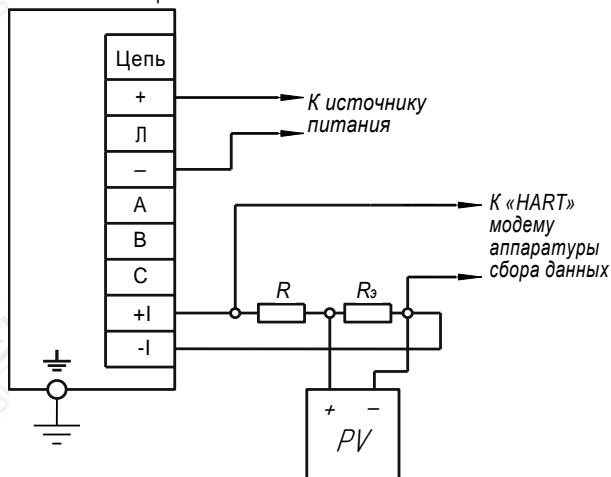 Цепь
+
Л
–
А
В
С
+I
-I
К источнику
питания
К «HART»
модему
аппаратуры
сбора данных
R
Rэ
+ –
PV